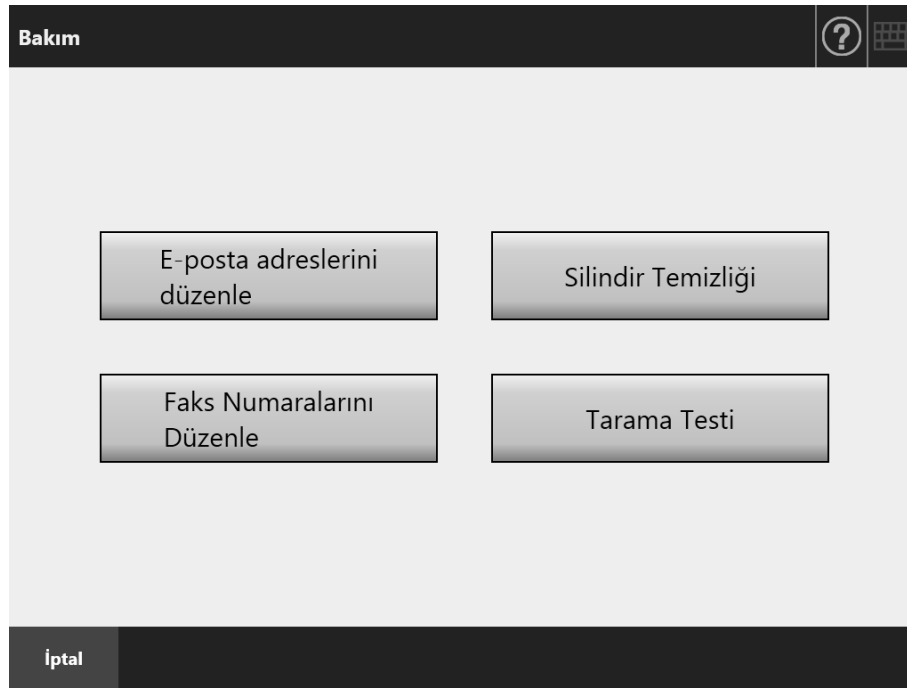 Bakım
?
E-posta adreslerini
düzenle
Silindir Temizliği
Faks Numaralarını
Düzenle
Tarama Testi
İptal